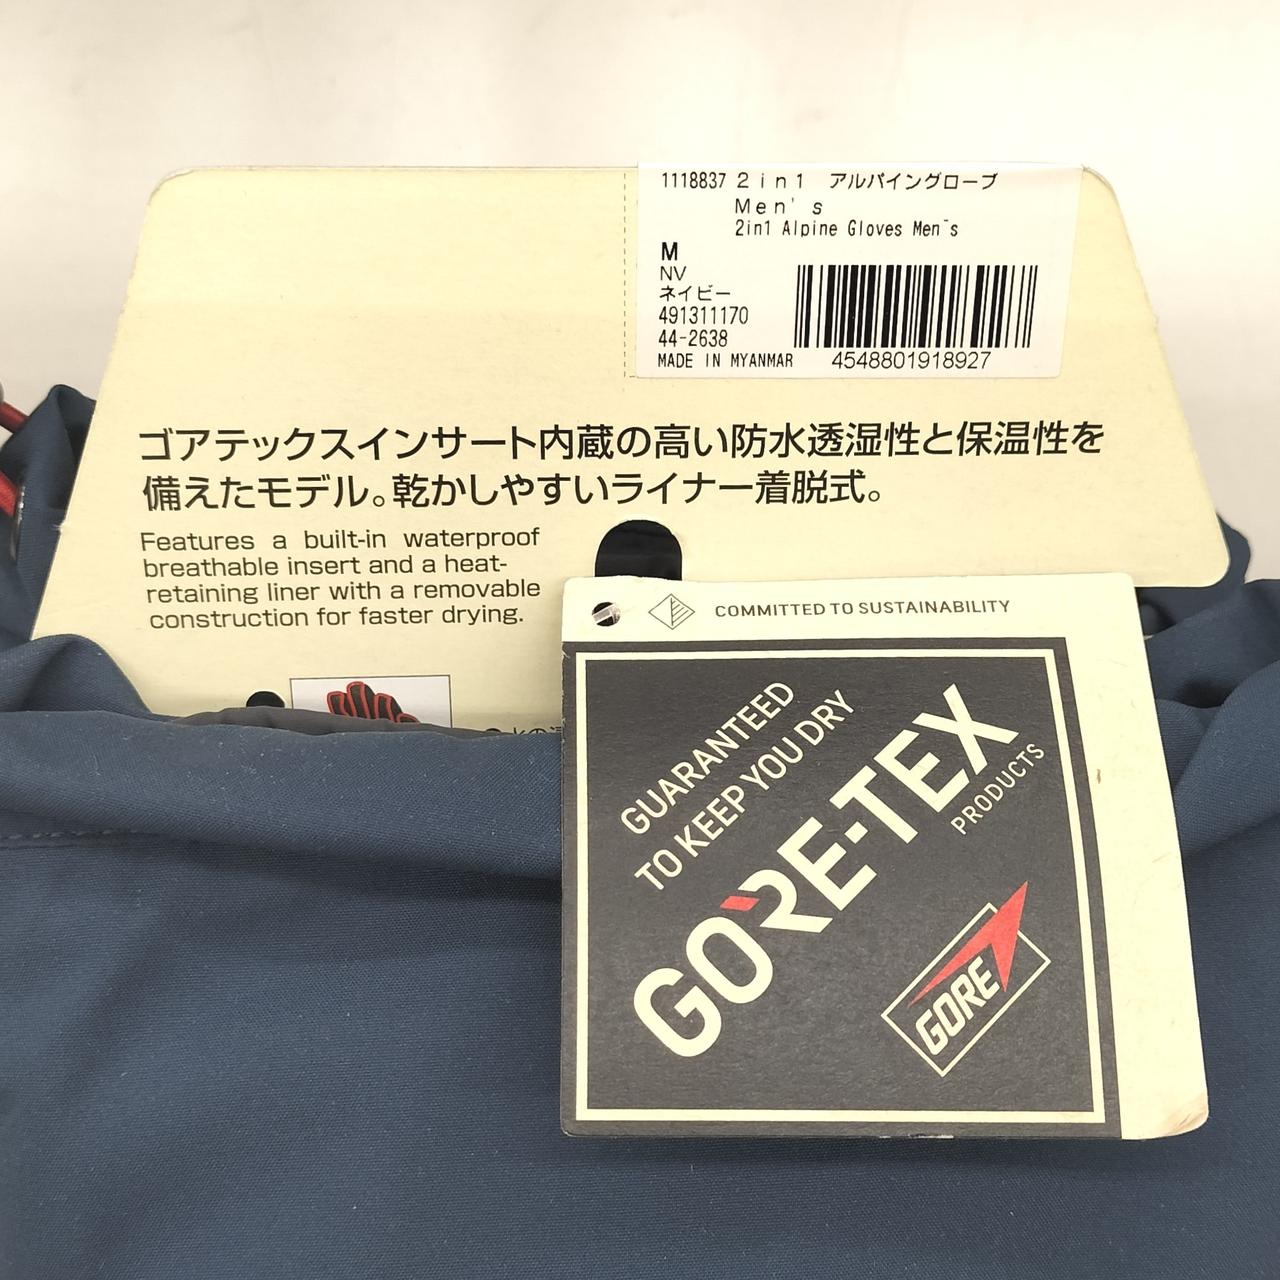 1118837 2in1 アルパイングローブ
Men's
2in1 Alpine Gloves Men~s
M
NV
ネイビー
491311170
44-2638
MADE IN MYANMAR
4548801918927
ゴアテックスインサート内蔵の高い防水透湿性と保温性を
備えたモデル。乾かしやすいライナー着脱式。
Features a built-in waterproof
breathable insert and a heat-
retaining liner with a removable
construction for faster drying.
COMMITTED TO SUSTAINABILITY
GUARANTEED
TO KEEP YOU DRY
GORE-TEX
PRODUCTS
GORE